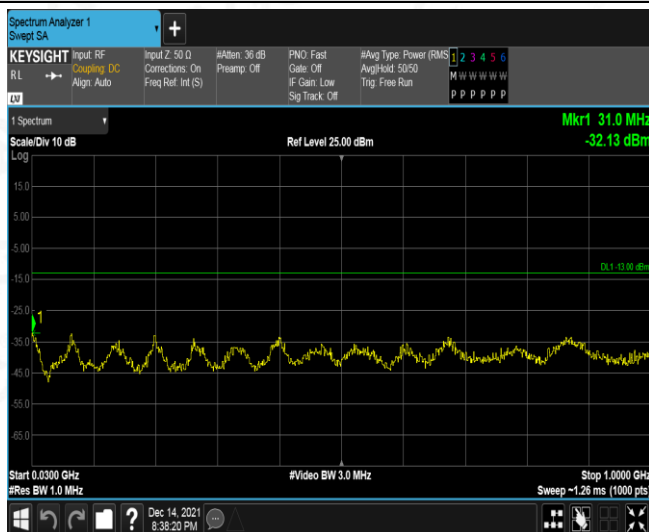 Spectrum Analyzer 1
Swept SA
KEYSIGHT
RL
LXI
Input: RF
Coupling: DC
Align: Auto
Input Z: 50 Ω
Corrections: On
Freq Ref: Int (S)
#Atten: 36 dB
Preamp: Off
PNO: Fast
Gate: Off
IF Gain: Low
Sig Track: Off
#Avg Type: Power (RMS
Avg|Hold: 50/50
Trig: Free Run
1 2 3 4 5 6
M W W W W W
P P P P P P
1 Spectrum
Scale/Div 10 dB
Ref Level 25.00 dBm
Mkr1 31.0 MHz
-32.13 dBm
Log
15.0
5.00
-5.00
DL1 -13.00 dBm
-15.0
-25.0
1
-35.0
-45.0
-55.0
-65.0
Start 0.0300 GHz
#Video BW 3.0 MHz
Stop 1.0000 GHz
#Res BW 1.0 MHz
Sweep ~1.26 ms (1000 pts)
?
Dec 14, 2021
8:38:20 PM